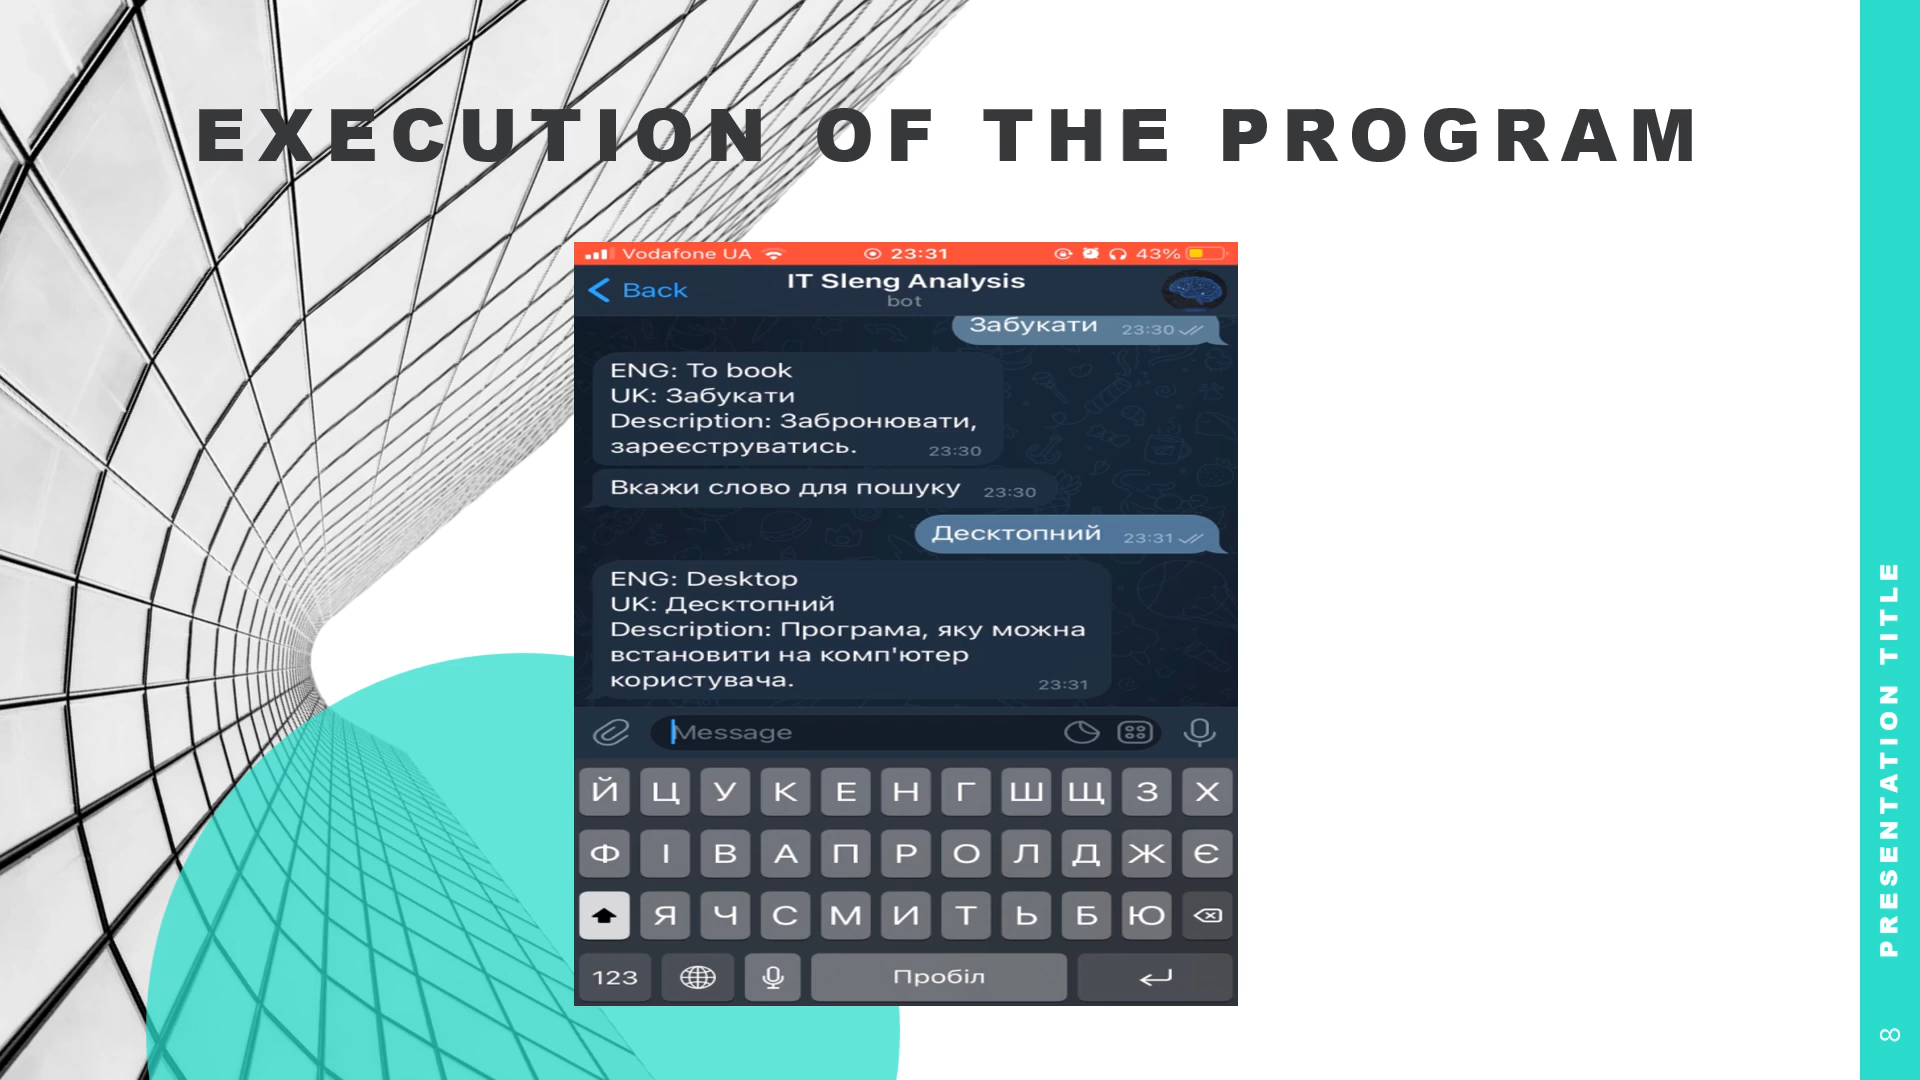 EXECUTION OF THE PROGRAM
Vodafone UA 23:31 43%
Back
IT Sleng Analysis
bot
Забукати 23:30
ENG: To book
UK: Забукати
Description: Забронювати,
зареєструватись. 23:30
Вкажи слово для пошуку 23:30
Десктопний 23:31
ENG: Desktop
UK: Десктопний
Description: Програма, яку можна
встановити на комп'ютер
користувача. 23:31
Message
Й Ц У К Е Н Г Ш Щ З Х
Ф І В А П Р О Л Д Ж Є
Я Ч С М И Т Ь Б Ю
123 Пробіл
PRESENTATION TITLE
8